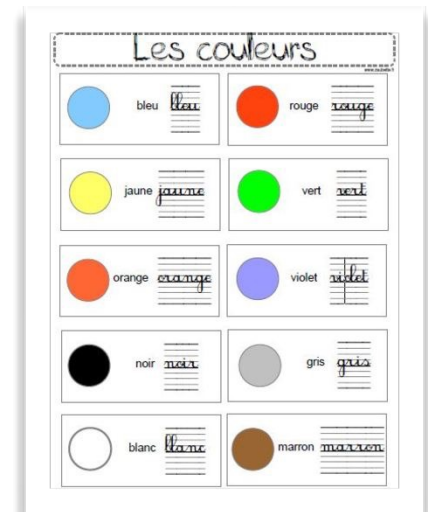 Les couleurs
bleu bleu
rouge rouge
jaune jaune
vert vert
orange orange
violet violet
noir noir
gris gris
blanc blanc
marron marron